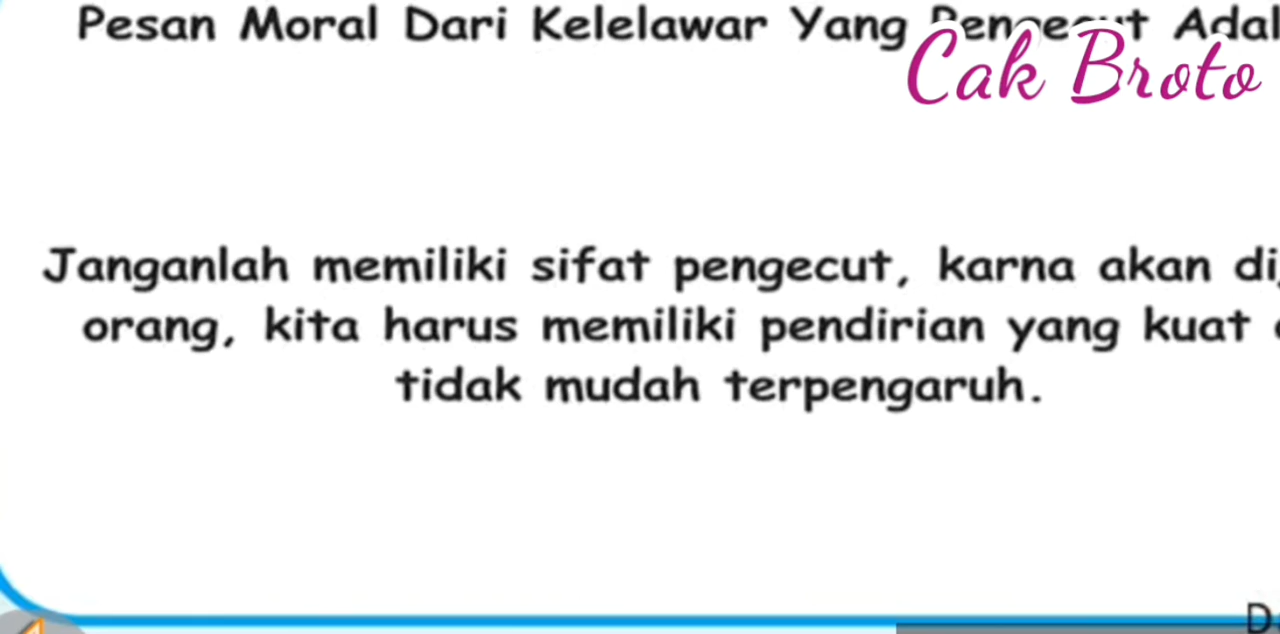 Pesan Moral Dari Kelelawar Yang Pengecut Adal
Cak Broto
Janganlah memiliki sifat pengecut, karna akan di
orang, kita harus memiliki pendirian yang kuat
tidak mudah terpengaruh.